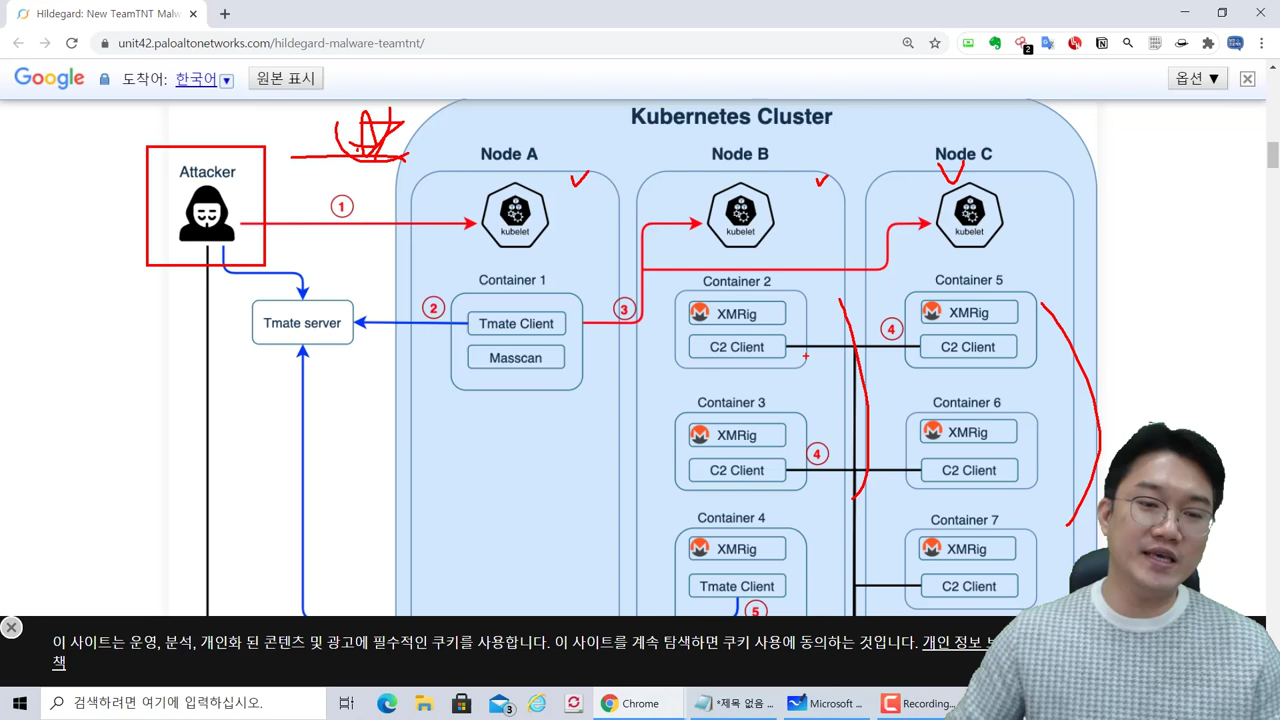 Hildegard: New TeamTNT Malw
unit42.paloaltonetworks.com/hildegard-malware-teamtnt/
2
Google 도착어: 한국어 원본 표시 옵션 ▼
Kubernetes Cluster
Node A Node B Node C
Attacker
1
kubelet kubelet kubelet
Container 1 Container 2 Container 5
2 3 4
Tmate server Tmate Client XMRig XMRig
Masscan C2 Client C2 Client
Container 3 Container 6
XMRig XMRig
4
C2 Client C2 Client
Container 4 Container 7
XMRig XMRig
Tmate Client C2 Client
5
이 사이트는 운영, 분석, 개인화 된 콘텐츠 및 광고에 필수적인 쿠키를 사용합니다. 이 사이트를 계속 탐색하면 쿠키 사용에 동의하는 것입니다. 개인 정보 보
책
검색하려면 여기에 입력하십시오. 3 Chrome *제목 없음 ... Microsoft ... Recording...